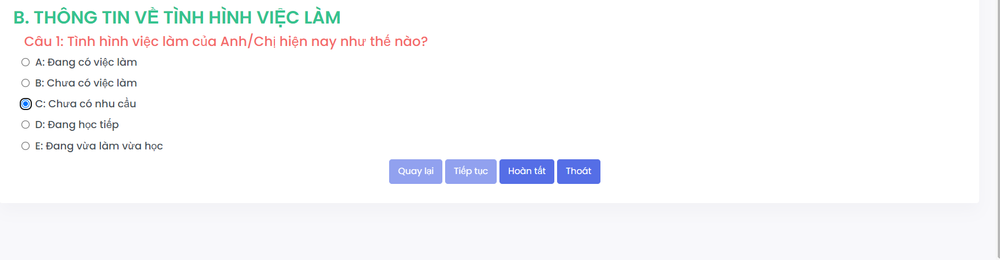 B. THÔNG TIN VỀ TÌNH HÌNH VIỆC LÀM
Câu 1: Tình hình việc làm của Anh/Chị hiện nay như thế nào?
A: Đang có việc làm
B: Chưa có việc làm
C: Chưa có nhu cầu
D: Đang học tiếp
E: Đang vừa làm vừa học
Quay lại Tiếp tục Hoàn tất Thoát